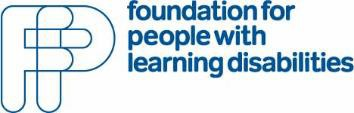 foundation for
people with
learning disabilities